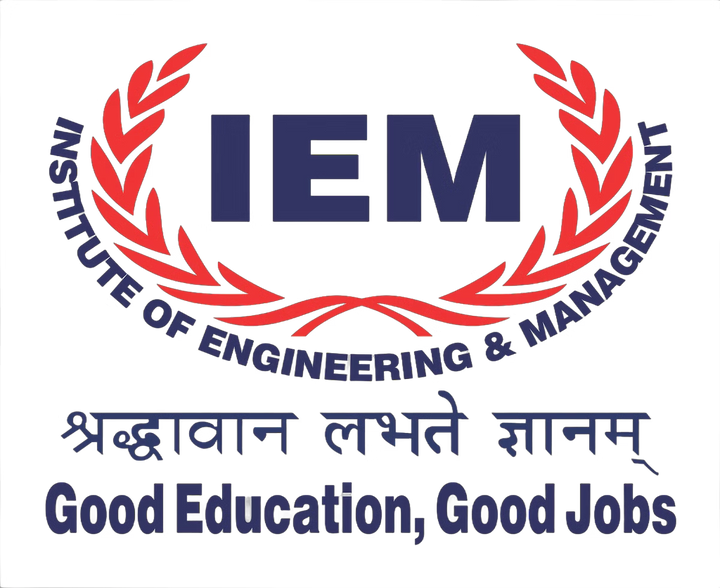 IEM
INSTITUTE OF ENGINEERING & MANAGEMENT
श्रद्धावान लभते ज्ञानम्
Good Education, Good Jobs